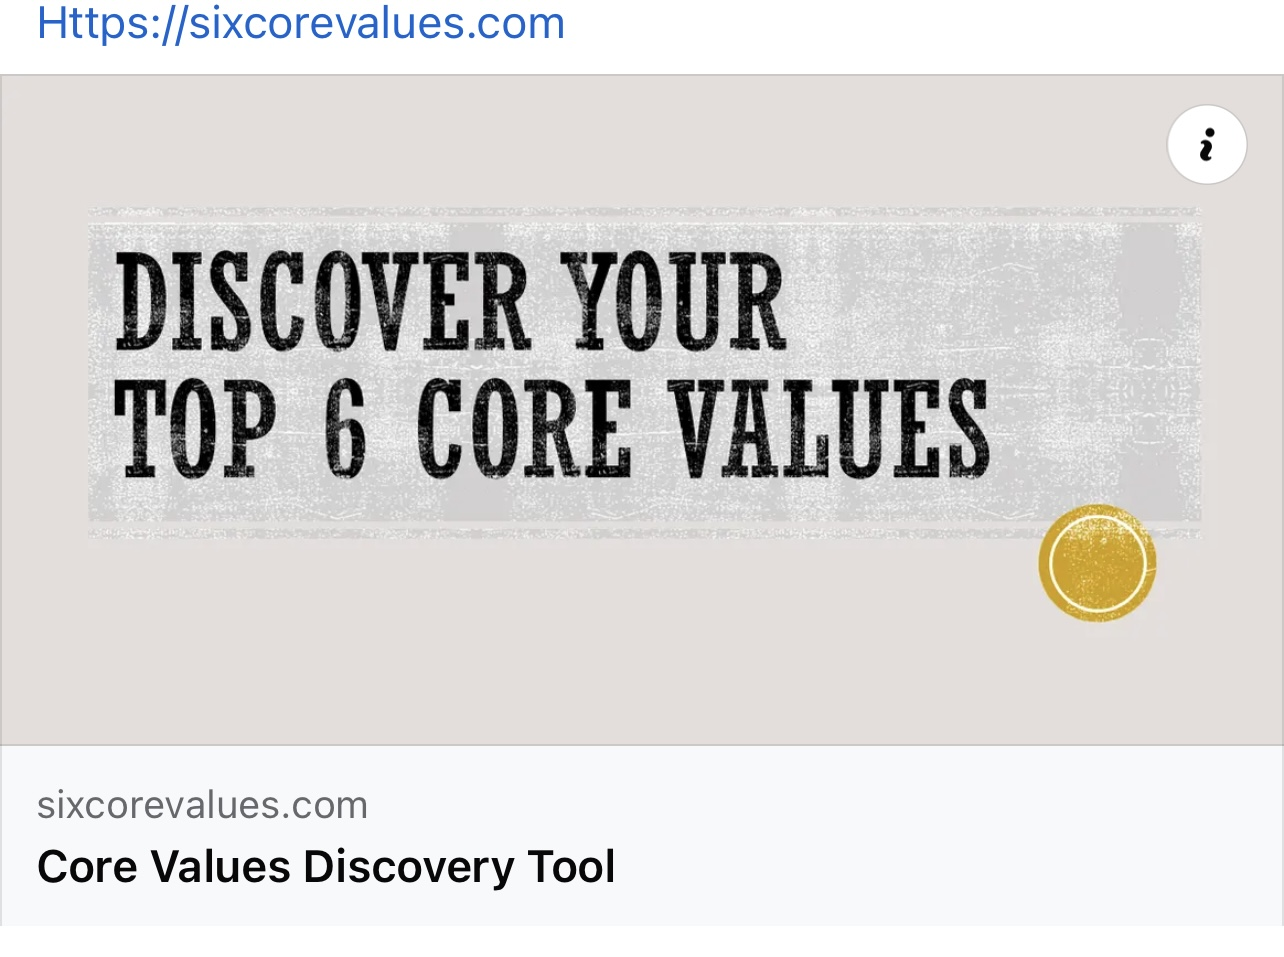 Https://sixcorevalues.com
i
DISCOVER YOUR
TOP 6 CORE VALUES
sixcorevalues.com
Core Values Discovery Tool